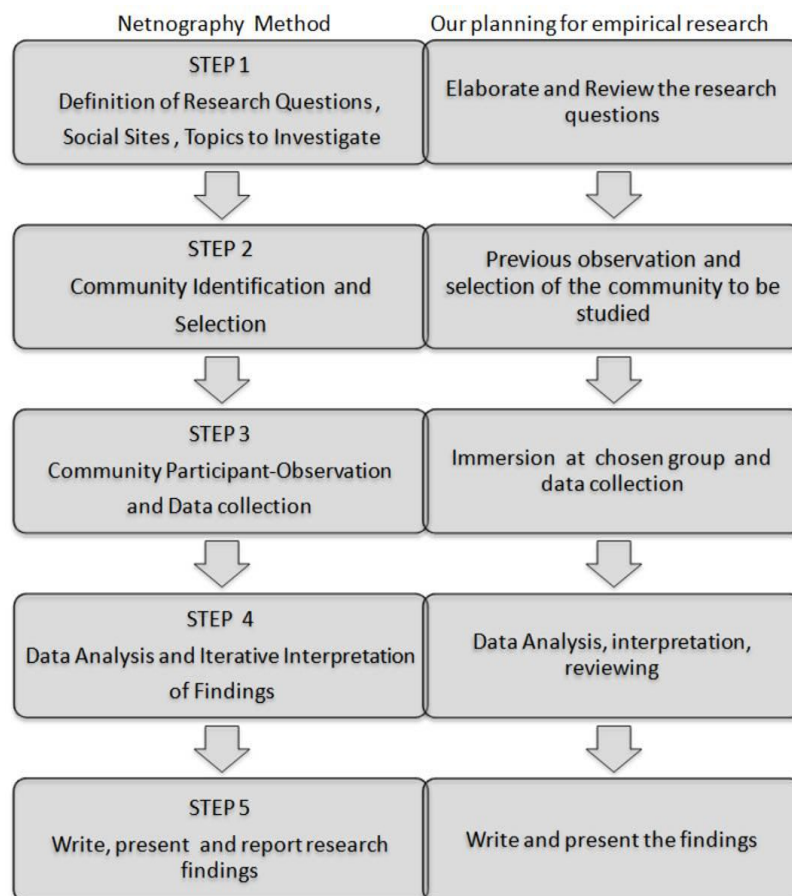 Netnography Method
Our planning for empirical research
STEP 1
Definition of Research Questions ,
Social Sites , Topics to Investigate
Elaborate and Review the research
questions
STEP 2
Community Identification and
Selection
Previous observation and
selection of the community to be
studied
STEP 3
Community Participant-Observation
and Data collection
Immersion at chosen group and
data collection
STEP 4
Data Analysis and Iterative Interpretation
of Findings
Data Analysis, interpretation,
reviewing
STEP 5
Write, present and report research
findings
Write and present the findings